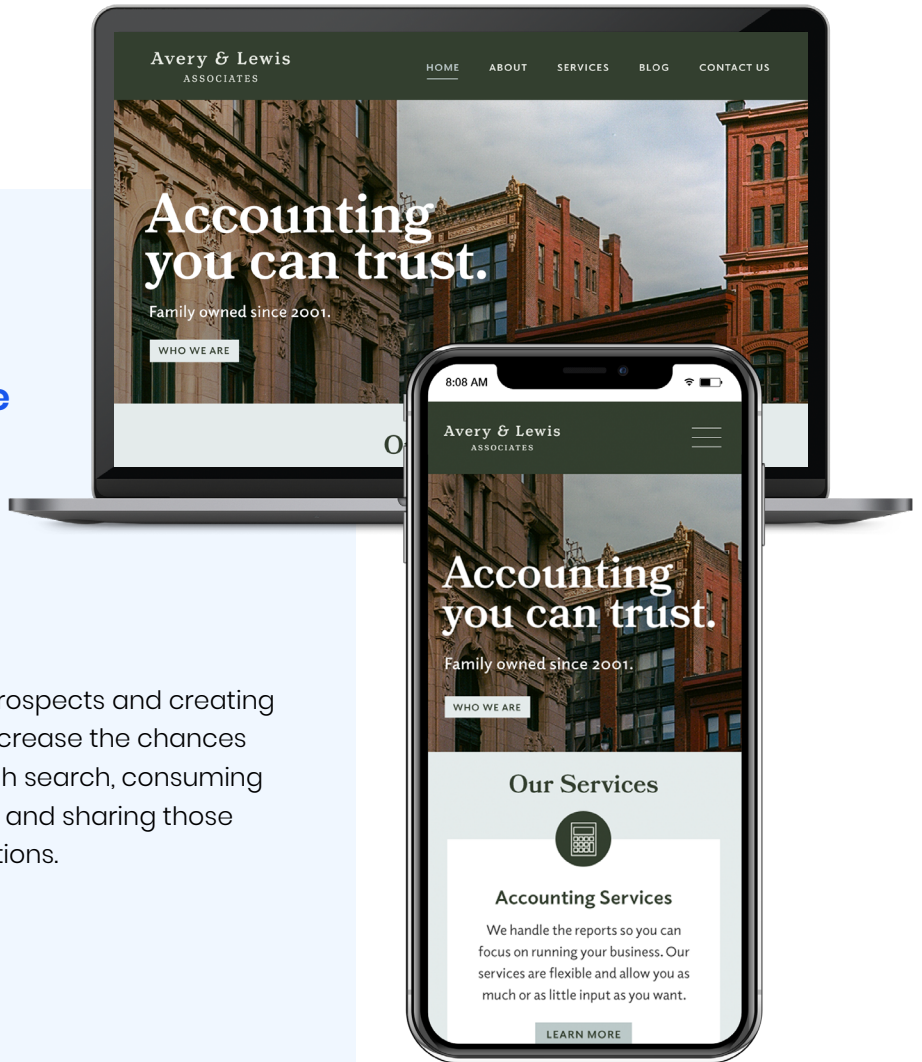 Avery & Lewis
ASSOCIATES
HOME ABOUT SERVICES BLOG CONTACT US
Accounting
you can trust.
Family owned since 2001.
WHO WE ARE
8:08 AM
Avery & Lewis
ASSOCIATES
Accounting
you can trust.
Family owned since 2001.
WHO WE ARE
Our Services
Accounting Services
We handle the reports so you can
focus on running your business. Our
services are flexible and allow you as
much or as little input as you want.
LEARN MORE
and creating
the chances
search, consuming
and sharing those